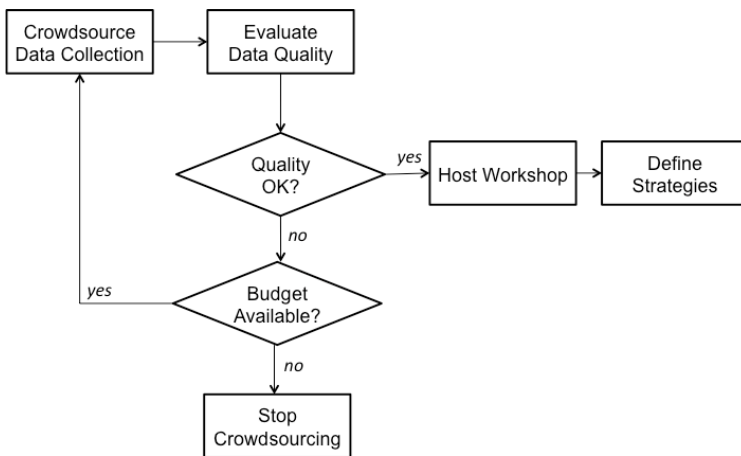 Crowdsource
Data Collection
Evaluate
Data Quality
Quality
OK?
yes
Host Workshop
Define
Strategies
no
yes
Budget
Available?
no
Stop
Crowdsourcing